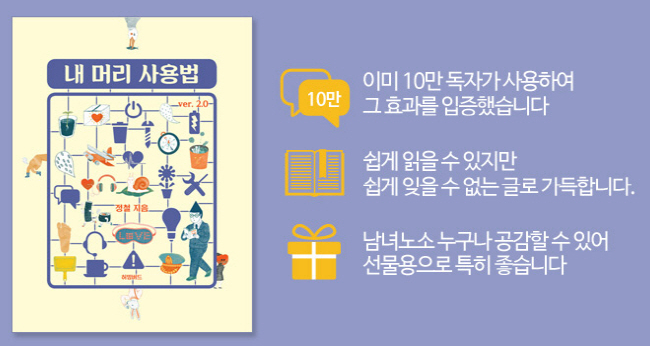 내 머리 사용법
ver. 2.0
정철 지음
LOVE
허밍버드
10만
이미 10만 독자가 사용하여
그 효과를 입증했습니다
쉽게 읽을 수 있지만
쉽게 잊을 수 없는 글로 가득합니다.
남녀노소 누구나 공감할 수 있어
선물용으로 특히 좋습니다